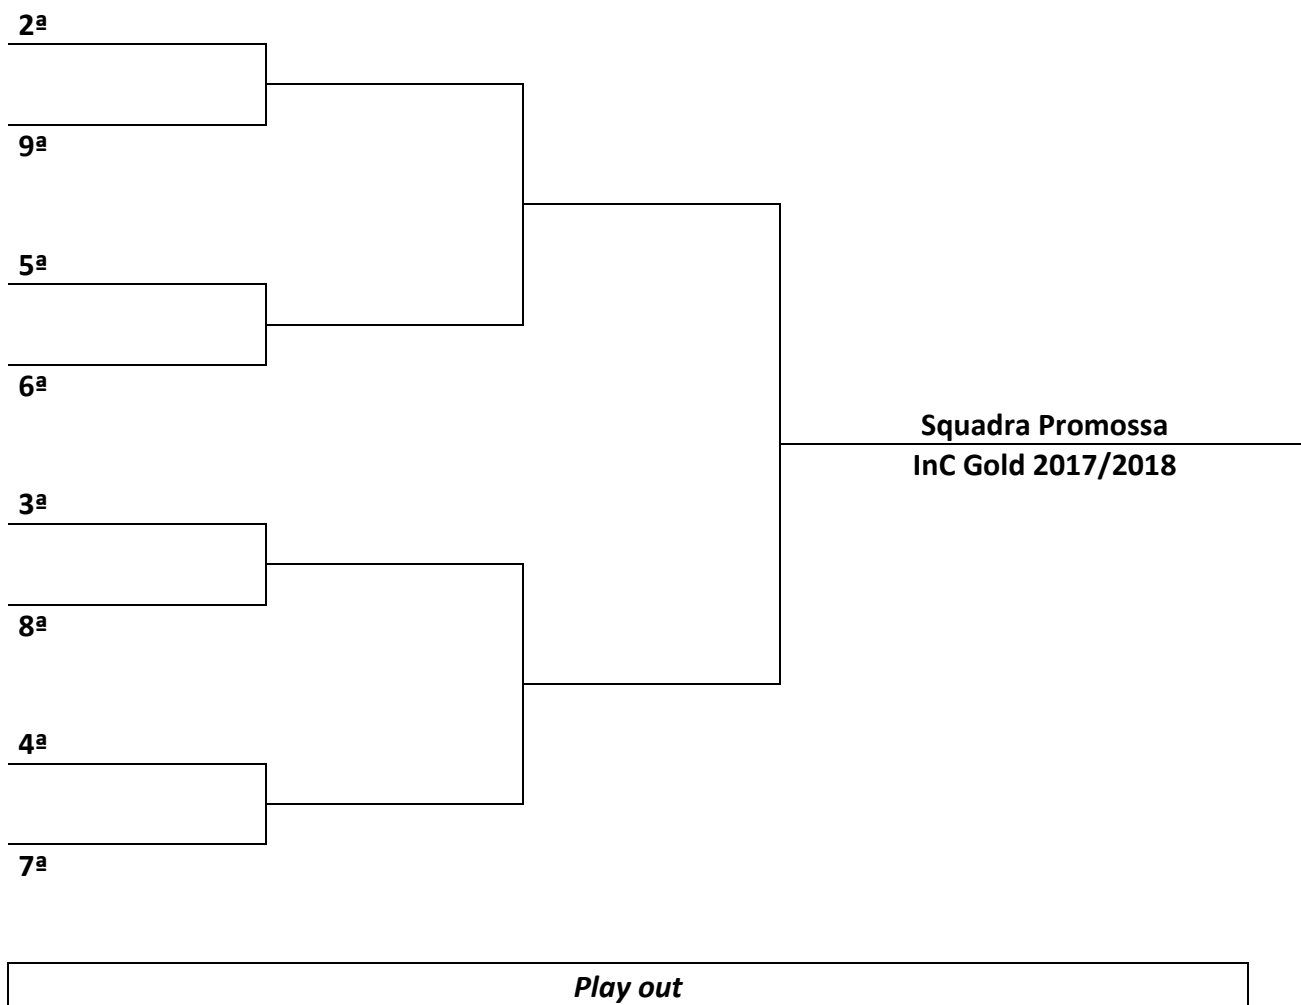 2ª
9ª
5ª
6ª
Squadra Promossa
InC Gold 2017/2018
3ª
8ª
4ª
7ª
Play out